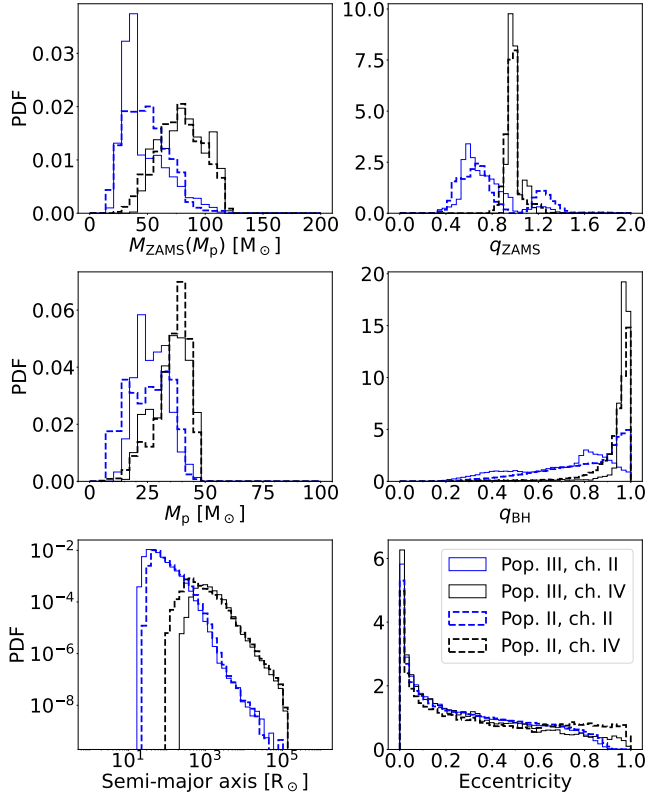 0.03
0.02
0.01
0.00
PDF
0 50 100 150 200
M_ZAMS(M_p) [M_⊙]
10.0
7.5
5.0
2.5
0.0
0.0 0.4 0.8 1.2 1.6 2.0
q_ZAMS
0.06
0.04
0.02
0.00
PDF
0 25 50 75 100
M_p [M_⊙]
20
15
10
5
0
0.0 0.2 0.4 0.6 0.8 1.0
q_BH
10⁻²
10⁻⁴
10⁻⁶
10⁻⁸
PDF
10¹ 10³ 10⁵
Semi-major axis [R_⊙]
6
4
2
0
Pop. III, ch. II
Pop. III, ch. IV
Pop. II, ch. II
Pop. II, ch. IV
0.0 0.2 0.4 0.6 0.8 1.0
Eccentricity